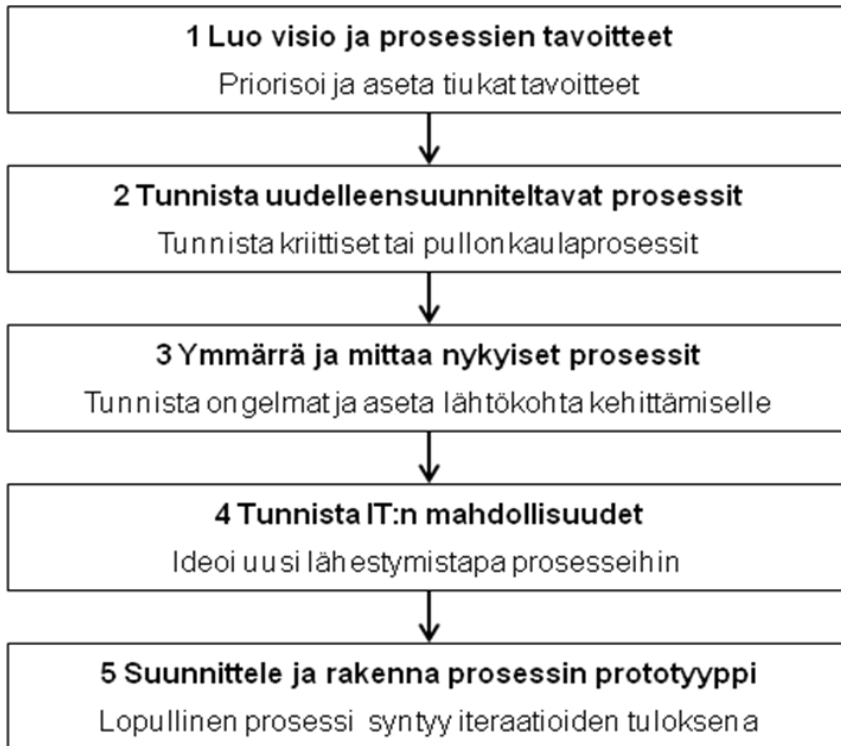 1 Luo visio ja prosessien tavoitteet
Priorisoi ja aseta tiukat tavoitteet
2 Tunnista uudelleensuunniteltavat prosessit
Tunnista kriittiset tai pullonkaulaprosessit
3 Ymmärrä ja mittaa nykyiset prosessit
Tunnista ongelmat ja aseta lähtökohta kehittämiselle
4 Tunnista IT:n mahdollisuudet
Ideoi uusi lähestymistapa prosesseihin
5 Suunnittele ja rakenna prosessin prototyyppi
Lopullinen prosessi syntyy iteraatioiden tuloksena